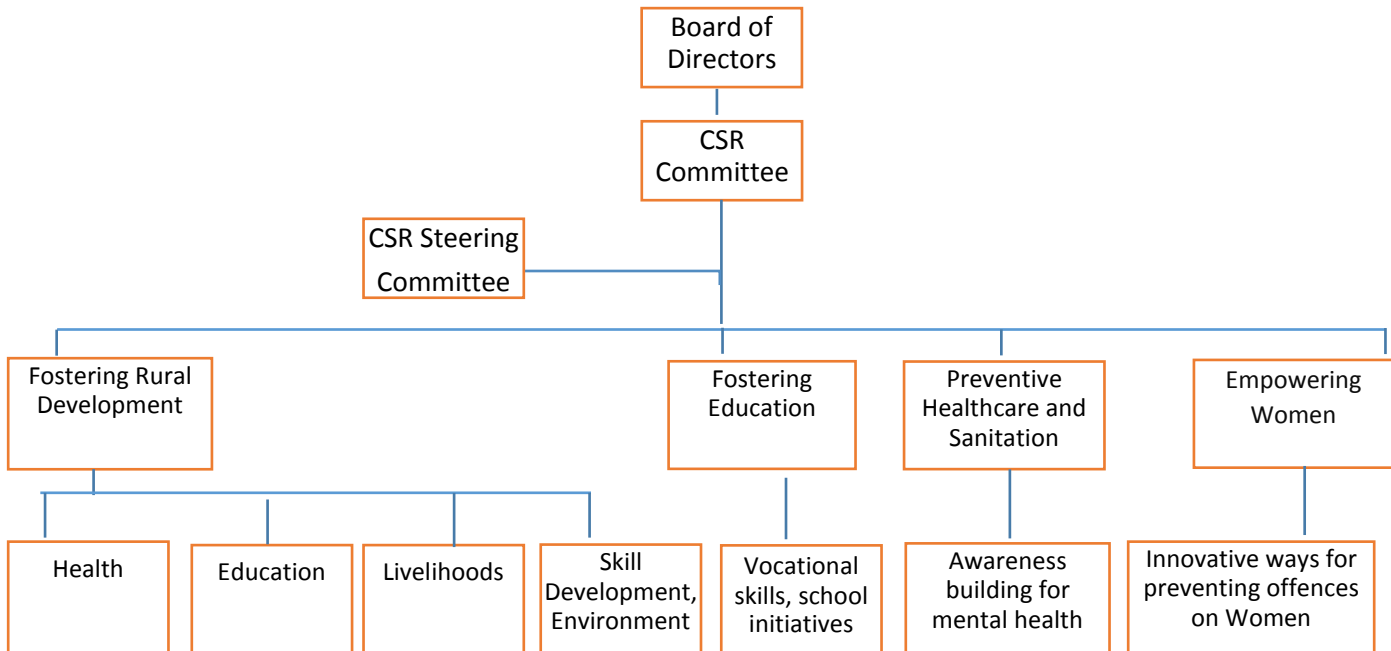 Board of
Directors
CSR
Committee
CSR Steering
Committee
Fostering Rural
Development
Fostering
Education
Preventive
Healthcare and
Sanitation
Empowering
Women
Health
Education
Livelihoods
Skill
Development,
Environment
Vocational
skills, school
initiatives
Awareness
building for
mental health
Innovative ways for
preventing offences
on Women